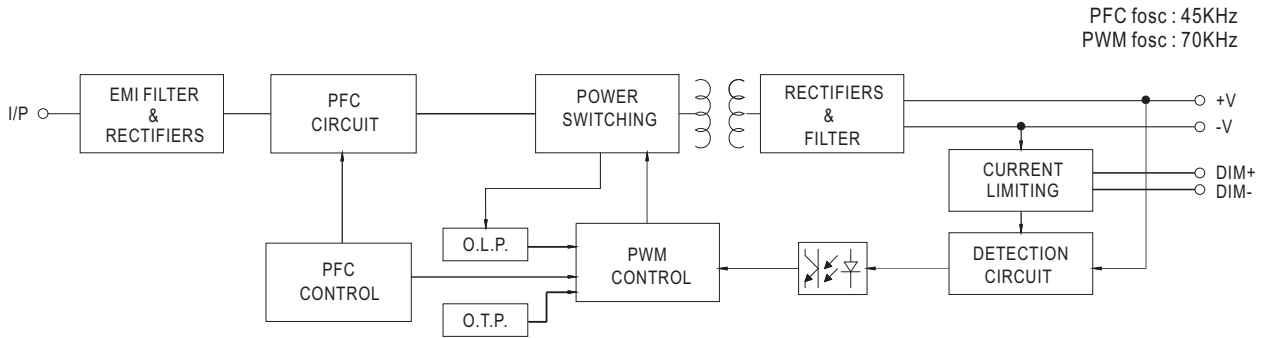 PFC fosc : 45KHz
PWM fosc : 70KHz
I/P
EMI FILTER
&
RECTIFIERS
PFC
CIRCUIT
POWER
SWITCHING
RECTIFIERS
&
FILTER
+V
-V
CURRENT
LIMITING
DIM+
DIM-
O.L.P.
PFC
CONTROL
PWM
CONTROL
DETECTION
CIRCUIT
O.T.P.